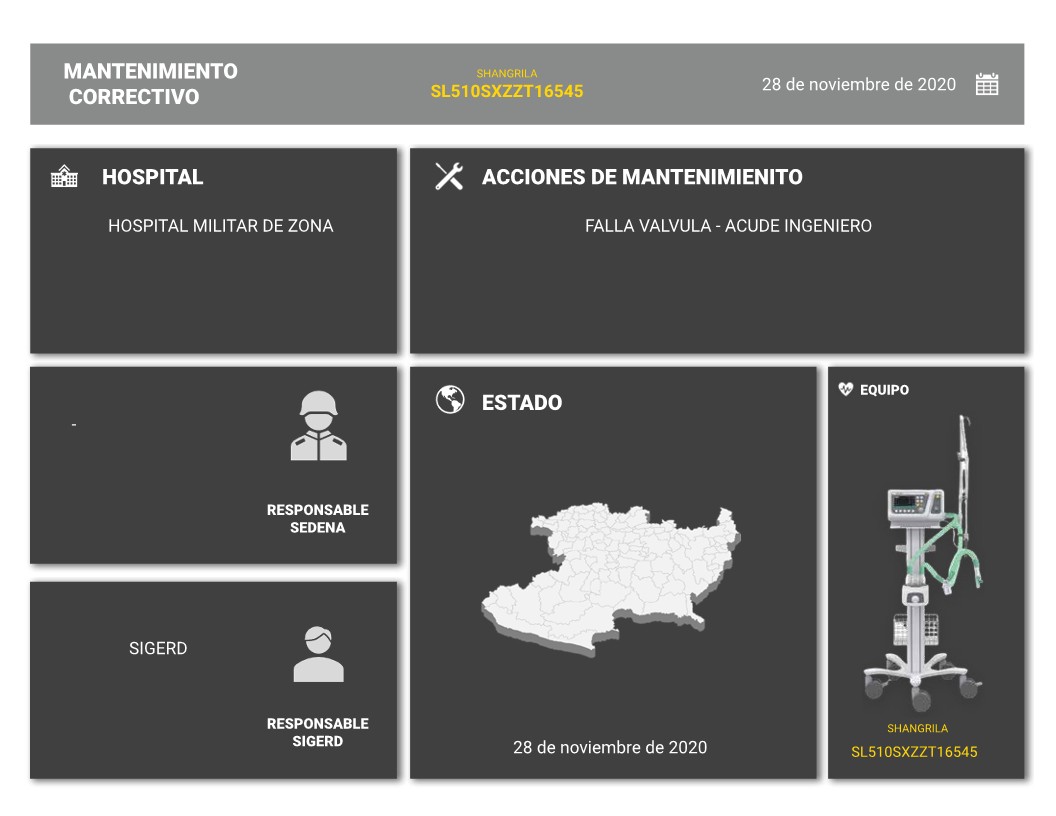 MANTENIMIENTO
CORRECTIVO
SHANGRILA
SL510SXZZT16545
28 de noviembre de 2020
HOSPITAL
HOSPITAL MILITAR DE ZONA
ACCIONES DE MANTENIMIENITO
FALLA VALVULA - ACUDE INGENIERO
-
RESPONSABLE
SEDENA
SIGERD
RESPONSABLE
SIGERD
ESTADO
28 de noviembre de 2020
EQUIPO
SHANGRILA
SL510SXZZT16545